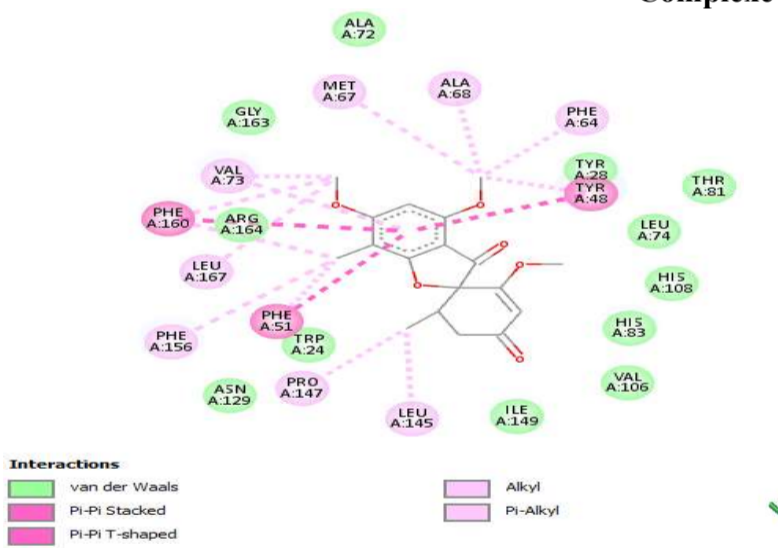 ALA
A:72
MET
A:67
ALA
A:68
PHE
A:64
GLY
A:163
TYR
A:28
THR
A:81
VAL
A:73
TYR
A:48
PHE
A:160
ARG
A:164
LEU
A:74
LEU
A:167
HIS
A:108
PHE
A:51
HIS
A:83
PHE
A:156
TRP
A:24
VAL
A:106
ASN
A:129
PRO
A:147
LEU
A:145
ILE
A:149
O
O
O
O
O
O
Interactions
van der Waals
Pi-Pi Stacked
Pi-Pi T-shaped
Alkyl
Pi-Alkyl